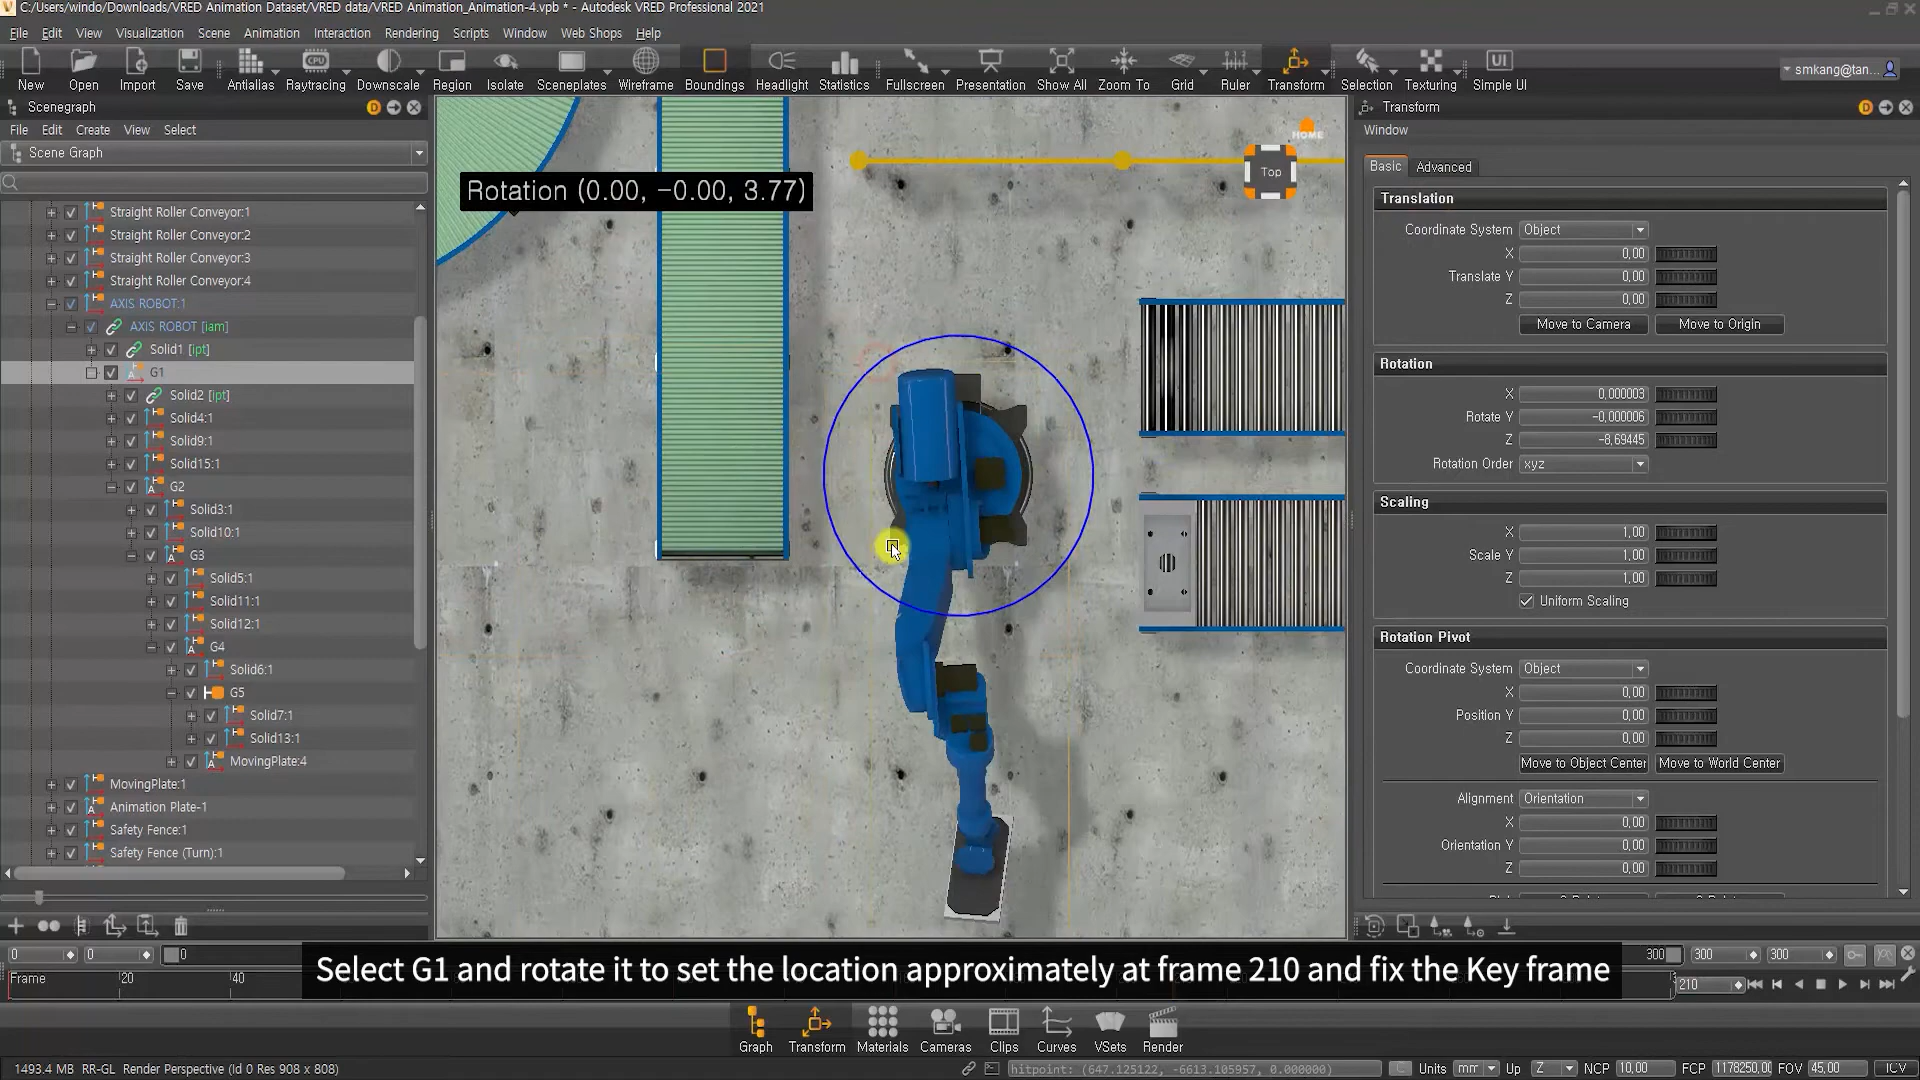 C:/Users/windo/Downloads/VRED Animation Dataset/VRED data/VRED Animation_Animation-4.vpb * - Autodesk VRED Professional 2021
File Edit View Visualization Scene Animation Interaction Rendering Scripts Window Web Shops Help
New Open Import Save Antialias Raytracing Downscale Region Isolate Sceneplates Wireframe Boundings Headlight Statistics Fullscreen Presentation Show All Zoom To Grid Ruler Transform Selection Texturing Simple UI
smkang@tan...
Scenegraph
File Edit Create View Select
Scene Graph
Straight Roller Conveyor:1
Straight Roller Conveyor:2
Straight Roller Conveyor:3
Straight Roller Conveyor:4
AXIS ROBOT:1
AXIS ROBOT [iam]
Solid1 [ipt]
G1
Solid2 [ipt]
Solid4:1
Solid9:1
Solid15:1
G2
Solid3:1
Solid10:1
G3
Solid5:1
Solid11:1
Solid12:1
G4
Solid6:1
G5
Solid7:1
Solid13:1
MovingPlate:4
MovingPlate:1
Animation Plate-1
Safety Fence:1
Safety Fence (Turn):1
Rotation (0.00, -0.00, 3.77)
HOME
Top
Transform
Window
Basic Advanced
Translation
Coordinate System Object
X 0,00
Translate Y 0,00
Z 0,00
Move to Camera Move to Origin
Rotation
X 0,000003
Rotate Y -0,000006
Z -8,69445
Rotation Order xyz
Scaling
X 1,00
Scale Y 1,00
Z 1,00
Uniform Scaling
Rotation Pivot
Coordinate System Object
X 0,00
Position Y 0,00
Z 0,00
Move to Object Center Move to World Center
Alignment Orientation
X 0,00
Orientation Y 0,00
Z 0,00
0 0 0 300 300 300
Frame 20 40 210
Select G1 and rotate it to set the location approximately at frame 210 and fix the Key frame
Graph Transform Materials Cameras Clips Curves VSets Render
1493.4 MB RR-GL Render Perspective (Id 0 Res 908 x 808)
hitpoint: (647.125122, -6613.105957, 0.000000)
Units mm Up Z NCP 10,00 FCP 1178250,00 FOV 45,00 ICV